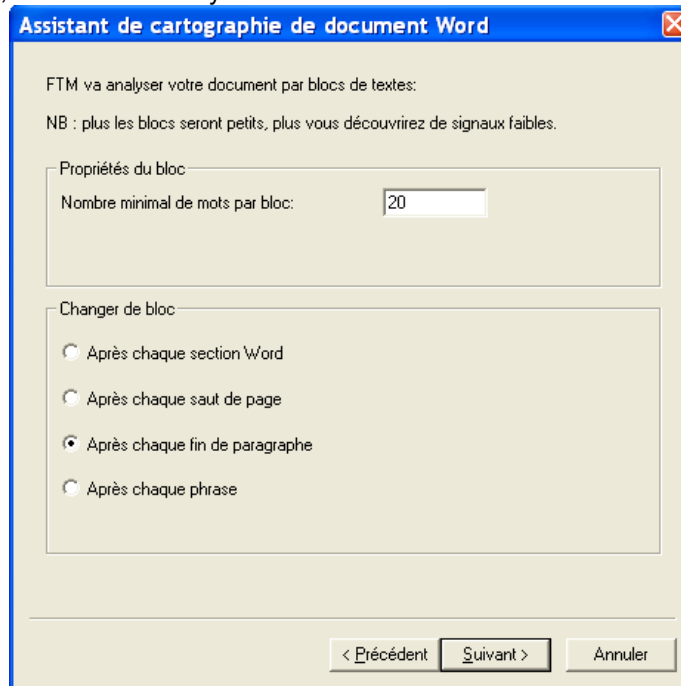 Assistant de cartographie de document Word
FTM va analyser votre document par blocs de textes:
NB : plus les blocs seront petits, plus vous découvrirez de signaux faibles.
Propriétés du bloc
Nombre minimal de mots par bloc: 20
Changer de bloc
Après chaque section Word
Après chaque saut de page
Après chaque fin de paragraphe
Après chaque phrase
< Précédent Suivant > Annuler